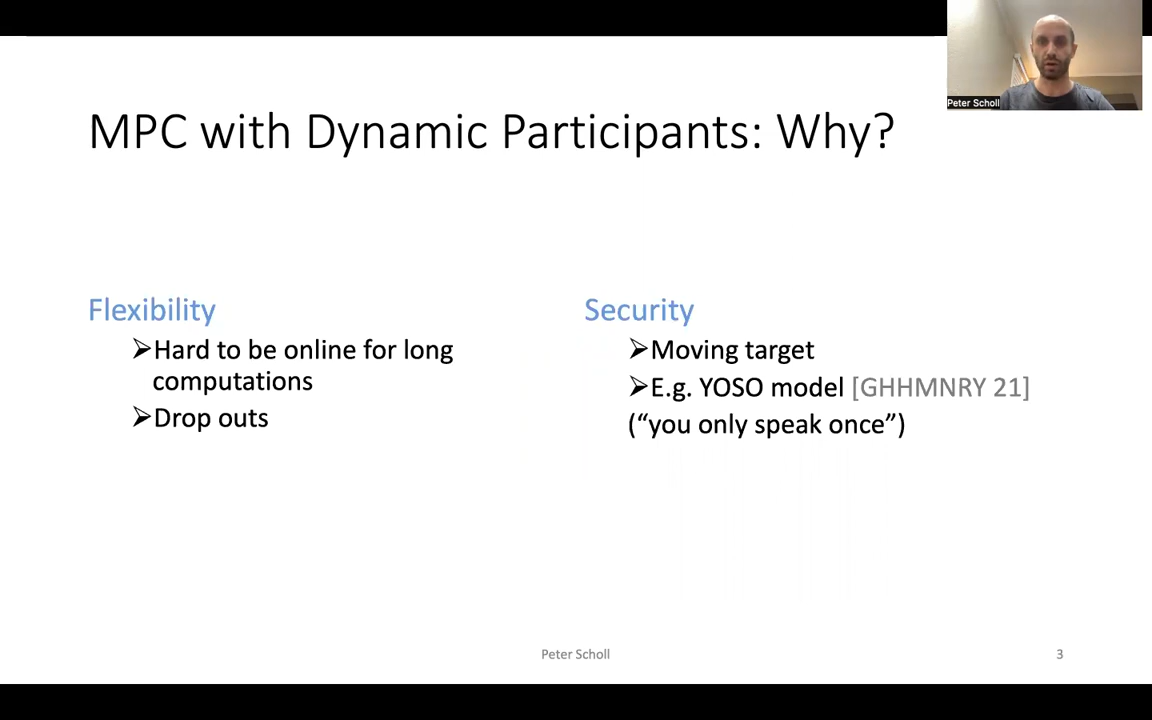 Peter Scholl
MPC with Dynamic Participants: Why?
Flexibility
➢Hard to be online for long
computations
➢Drop outs
Security
➢Moving target
➢E.g. YOSO model [GHHMNRY 21]
(“you only speak once”)
Peter Scholl
3